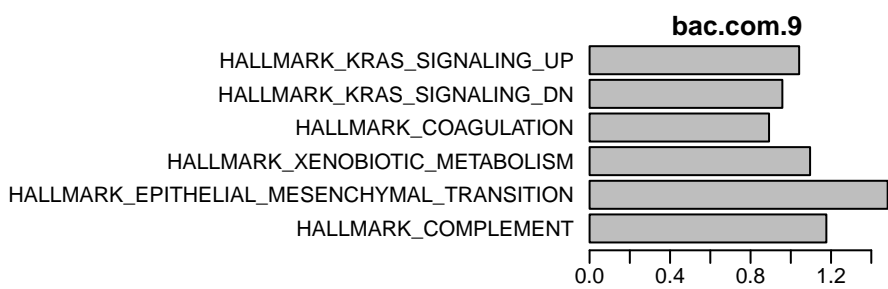 bac.com.9
HALLMARK_KRAS_SIGNALING_UP
HALLMARK_KRAS_SIGNALING_DN
HALLMARK_COAGULATION
HALLMARK_XENOBIOTIC_METABOLISM
HALLMARK_EPITHELIAL_MESENCHYMAL_TRANSITION
HALLMARK_COMPLEMENT
0.0 0.4 0.8 1.2